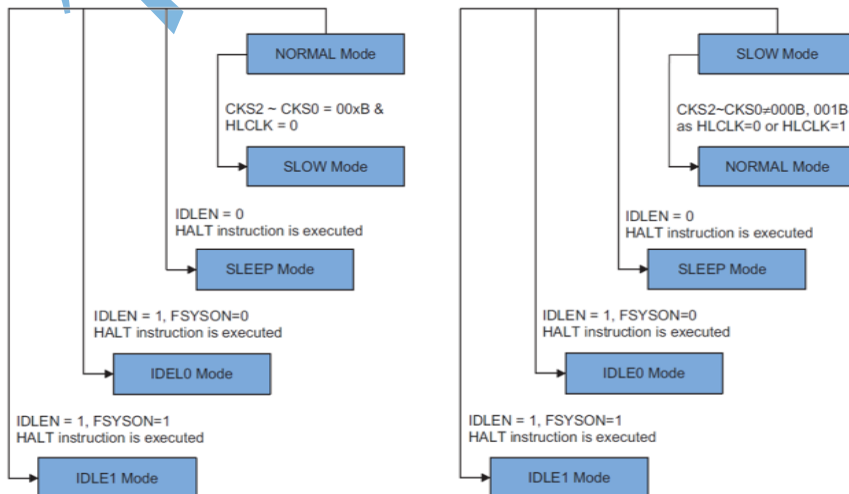 NORMAL Mode
CKS2 ~ CKS0 = 00xB &
HLCLK = 0
SLOW Mode
IDLEN = 0
HALT instruction is executed
SLEEP Mode
IDLEN = 1, FSYSON=0
HALT instruction is executed
IDEL0 Mode
IDLEN = 1, FSYSON=1
HALT instruction is executed
IDLE1 Mode
SLOW Mode
CKS2~CKS0≠000B, 001B
as HLCLK=0 or HLCLK=1
NORMAL Mode
IDLEN = 0
HALT instruction is executed
SLEEP Mode
IDLEN = 1, FSYSON=0
HALT instruction is executed
IDLE0 Mode
IDLEN = 1, FSYSON=1
HALT instruction is executed
IDLE1 Mode